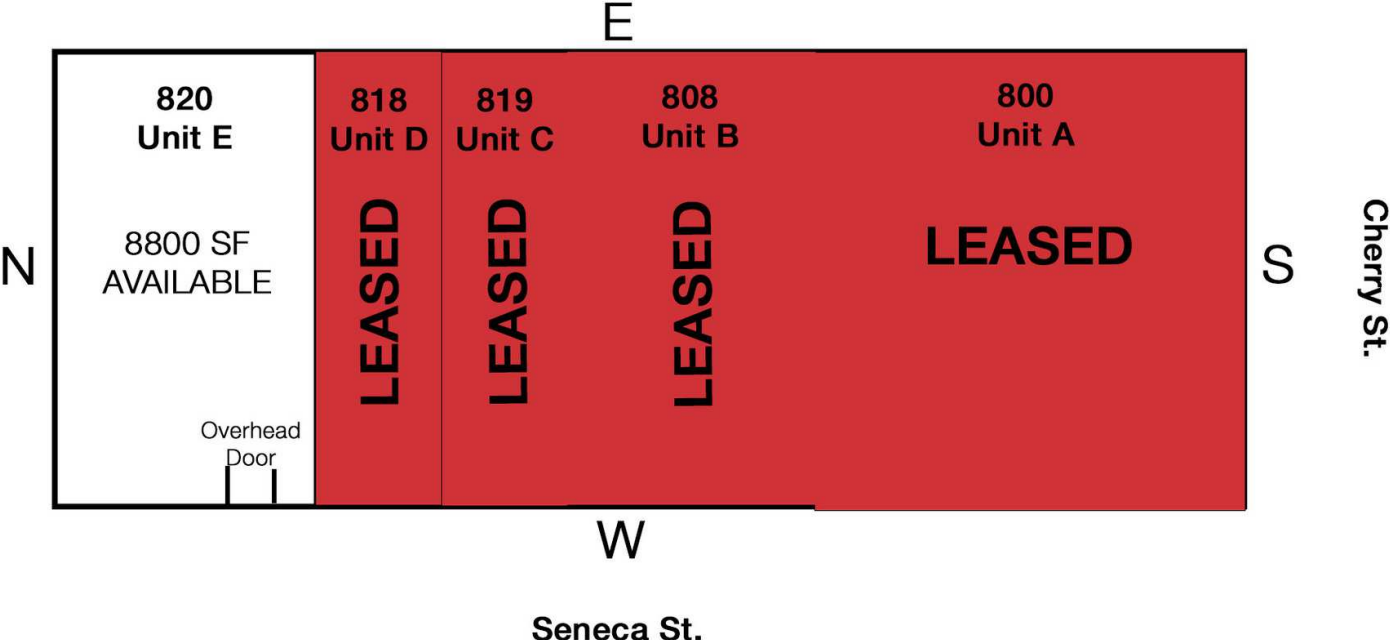 E
820
Unit E
818
Unit D
819
Unit C
808
Unit B
800
Unit A
8800 SF
AVAILABLE
LEASED
LEASED
LEASED
LEASED
N
S
Cherry St.
Overhead
Door
W
Seneca St.